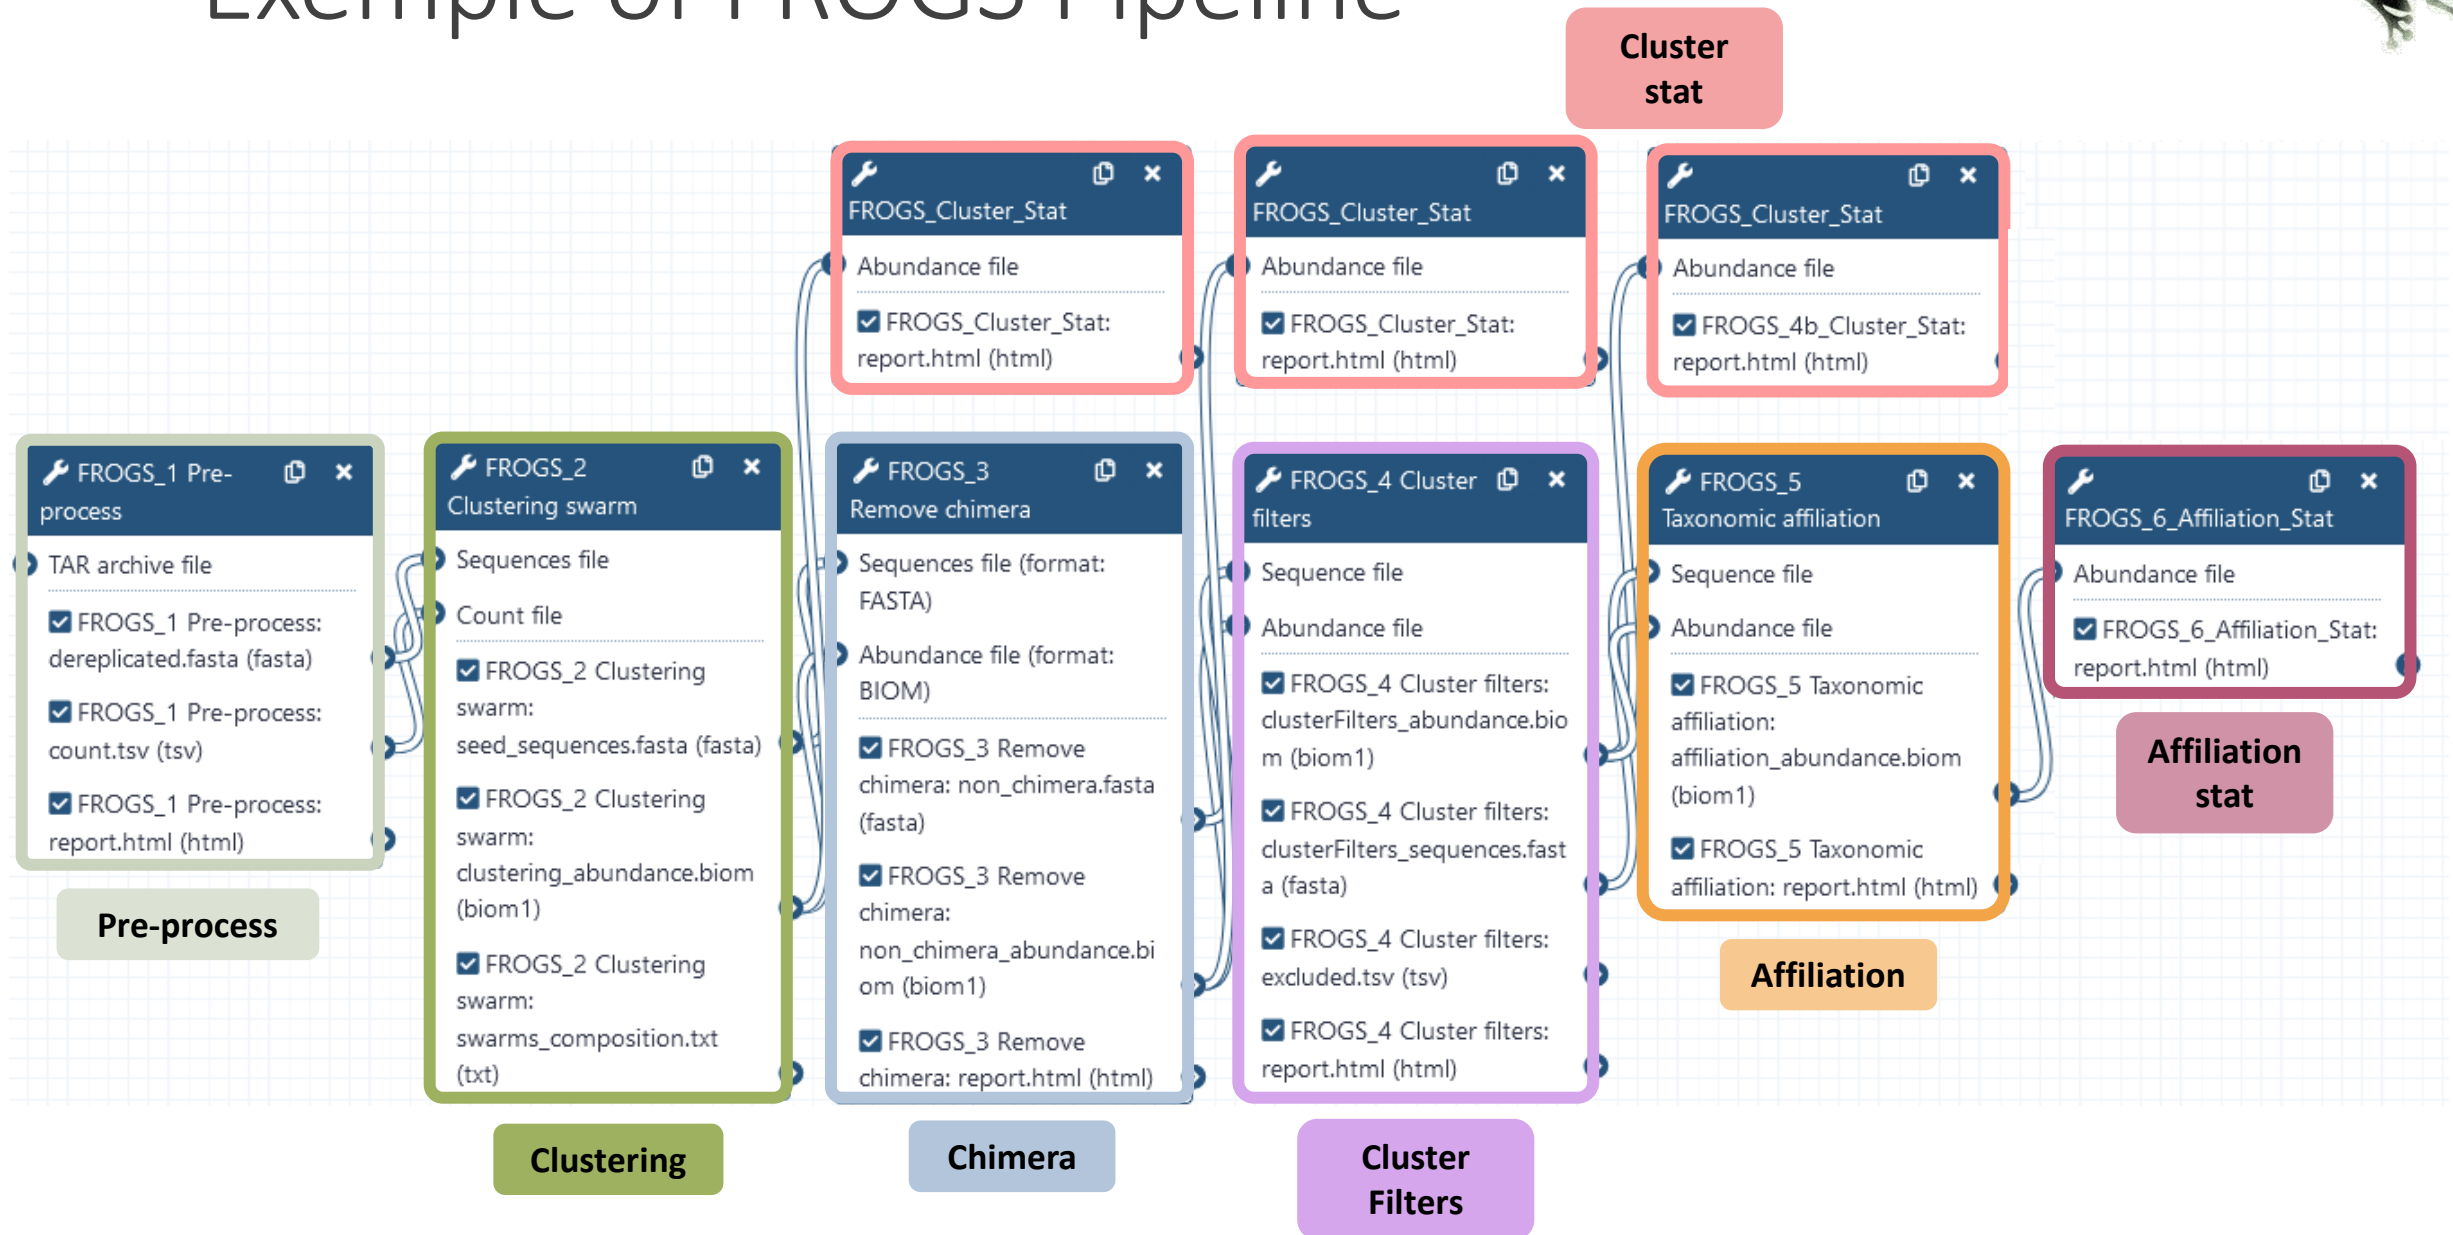 Exemple of FROGS Pipeline
Cluster
stat
FROGS_Cluster_Stat
Abundance file
FROGS_Cluster_Stat:
report.html (html)
FROGS_Cluster_Stat
Abundance file
FROGS_Cluster_Stat:
report.html (html)
FROGS_Cluster_Stat
Abundance file
FROGS_4b_Cluster_Stat:
report.html (html)
FROGS_1 Pre-
process
TAR archive file
FROGS_1 Pre-process:
dereplicated.fasta (fasta)
FROGS_1 Pre-process:
count.tsv (tsv)
FROGS_1 Pre-process:
report.html (html)
Pre-process
FROGS_2
Clustering swarm
Sequences file
Count file
FROGS_2 Clustering
swarm:
seed_sequences.fasta (fasta)
FROGS_2 Clustering
swarm:
clustering_abundance.biom
(biom1)
FROGS_2 Clustering
swarm:
swarms_composition.txt
(txt)
Clustering
FROGS_3
Remove chimera
Sequences file (format:
FASTA)
Abundance file (format:
BIOM)
FROGS_3 Remove
chimera: non_chimera.fasta
(fasta)
FROGS_3 Remove
chimera:
non_chimera_abundance.bi
om (biom1)
FROGS_3 Remove
chimera: report.html (html)
Chimera
FROGS_4 Cluster
filters
Sequence file
Abundance file
FROGS_4 Cluster filters:
clusterFilters_abundance.bio
m (biom1)
FROGS_4 Cluster filters:
clusterFilters_sequences.fast
a (fasta)
FROGS_4 Cluster filters:
excluded.tsv (tsv)
FROGS_4 Cluster filters:
report.html (html)
Cluster
Filters
FROGS_5
Taxonomic affiliation
Sequence file
Abundance file
FROGS_5 Taxonomic
affiliation:
affiliation_abundance.biom
(biom1)
FROGS_5 Taxonomic
affiliation: report.html (html)
Affiliation
FROGS_6_Affiliation_Stat
Abundance file
FROGS_6_Affiliation_Stat:
report.html (html)
Affiliation
stat